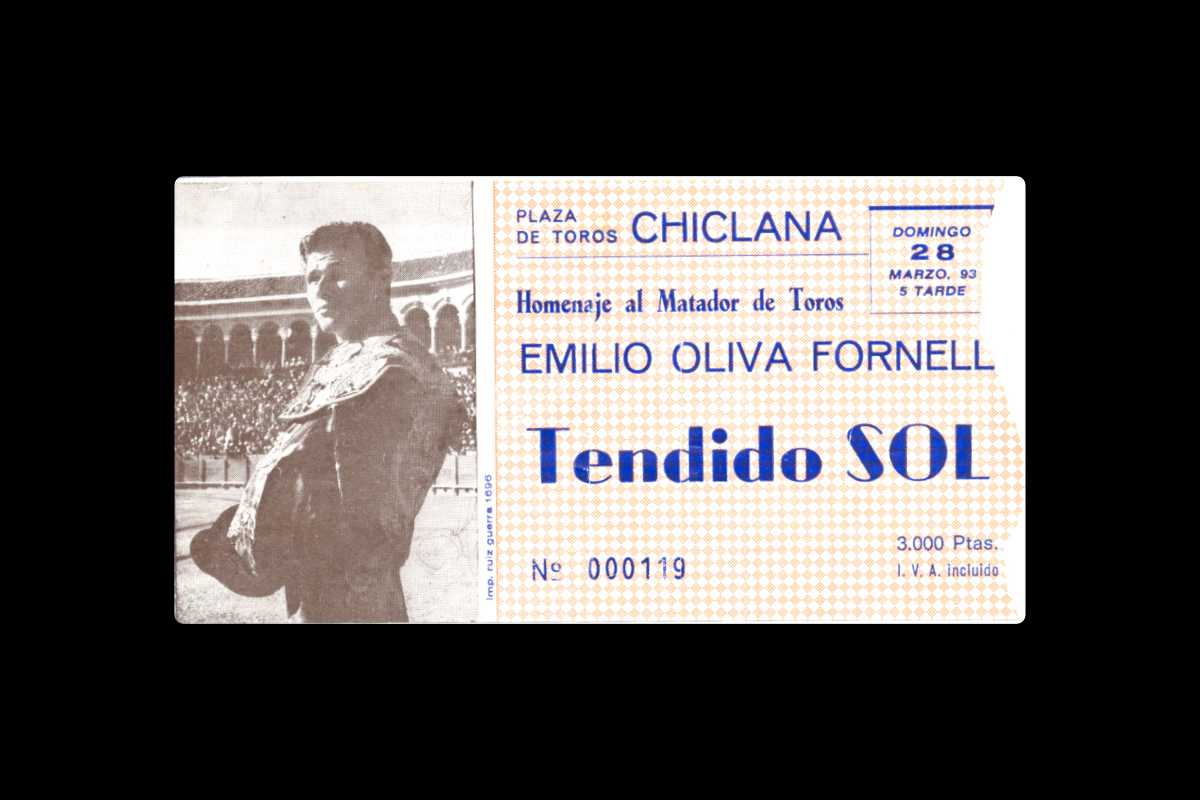 PLAZA
DE TOROS CHICLANA
DOMINGO
28
MARZO, 93
5 TARDE
Homenaje al Matador de Toros
EMILIO OLIVA FORNELL
Tendido SOL
3.000 Ptas.
I. V. A. incluido
Nº 000119
Imp. ruiz guerra 1696